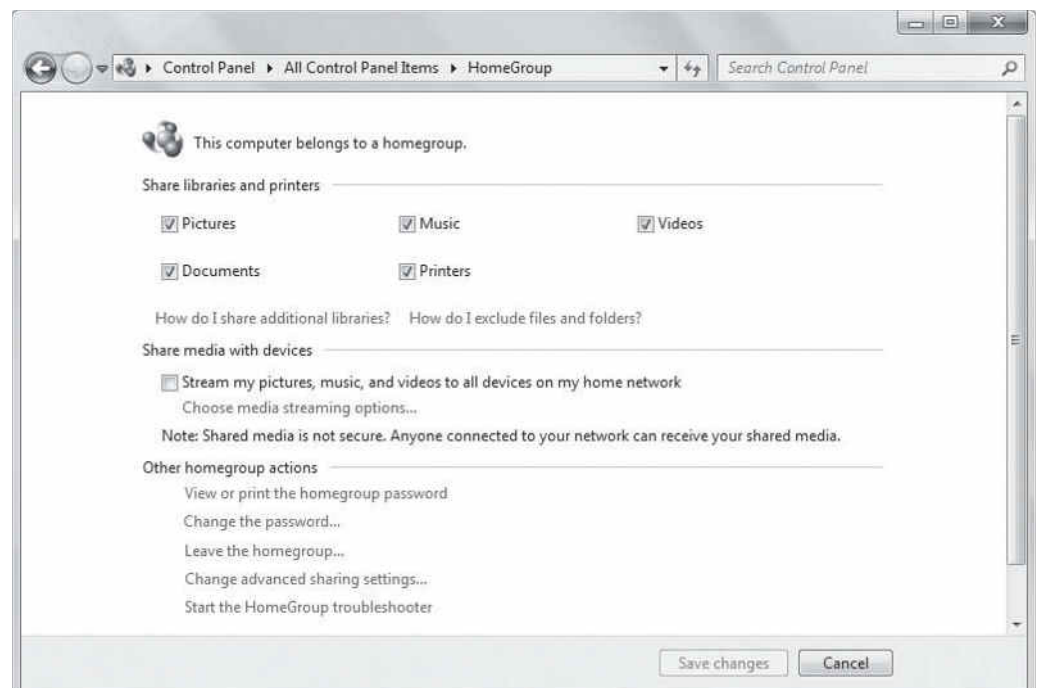 Control Panel ▸ All Control Panel Items ▸ HomeGroup
Search Control Panel
This computer belongs to a homegroup.
Share libraries and printers
Pictures Music Videos
Documents Printers
How do I share additional libraries? How do I exclude files and folders?
Share media with devices
Stream my pictures, music, and videos to all devices on my home network
Choose media streaming options...
Note: Shared media is not secure. Anyone connected to your network can receive your shared media.
Other homegroup actions
View or print the homegroup password
Change the password...
Leave the homegroup...
Change advanced sharing settings...
Start the HomeGroup troubleshooter
Save changes Cancel